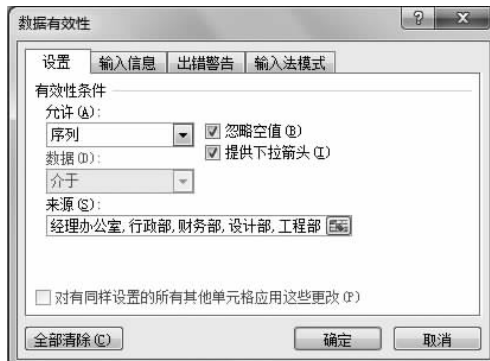 数据有效性
设置 输入信息 出错警告 输入法模式
有效性条件
允许(A):
序列
忽略空值(B)
数据(D):
提供下拉箭头(I)
介于
来源(S):
经理办公室,行政部,财务部,设计部,工程部
对有同样设置的所有其他单元格应用这些更改(P)
全部清除(C) 确定 取消